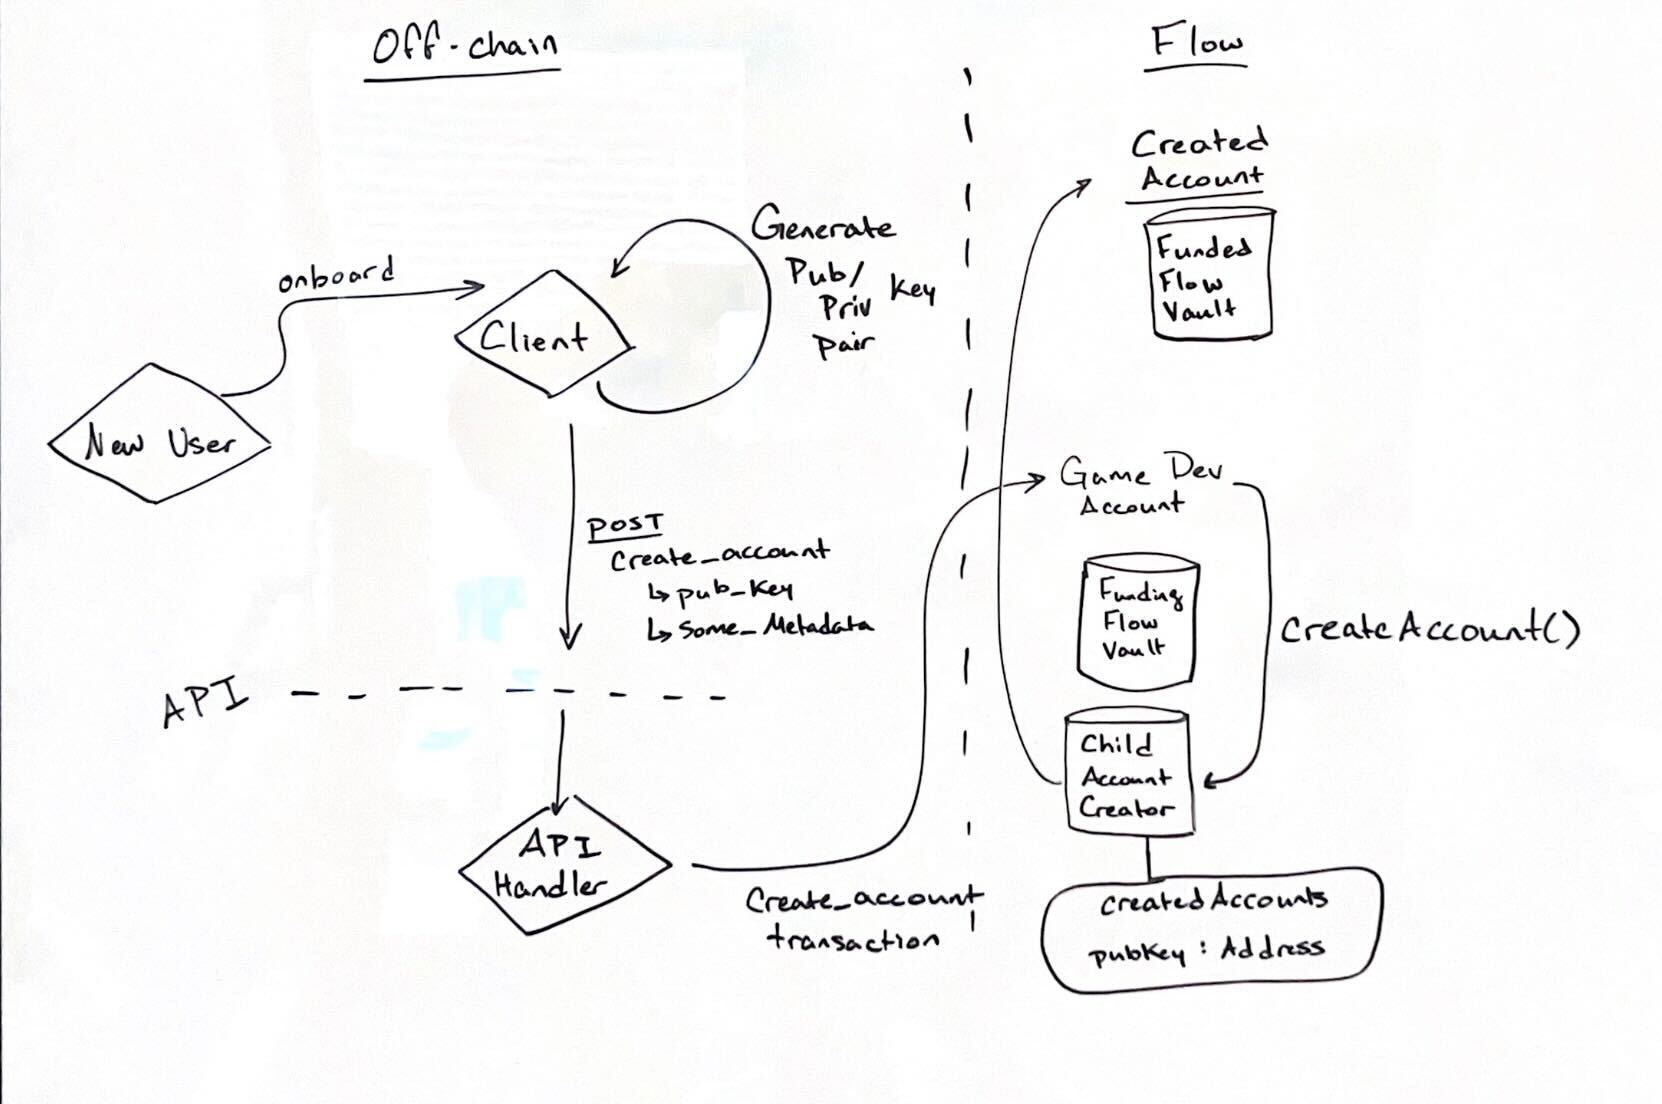 Off-chain
Flow
Created
Account
Funded
Flow
Vault
Generate
Pub/
Priv Key
pair
onboard
Client
New User
POST
Create_account
↳ pub_key
↳ Some_Metadata
API
API
Handler
Create_account
transaction
Game Dev
Account
Funding
Flow
Vault
CreateAccount()
Child
Account
Creator
createdAccounts
pubKey : Address